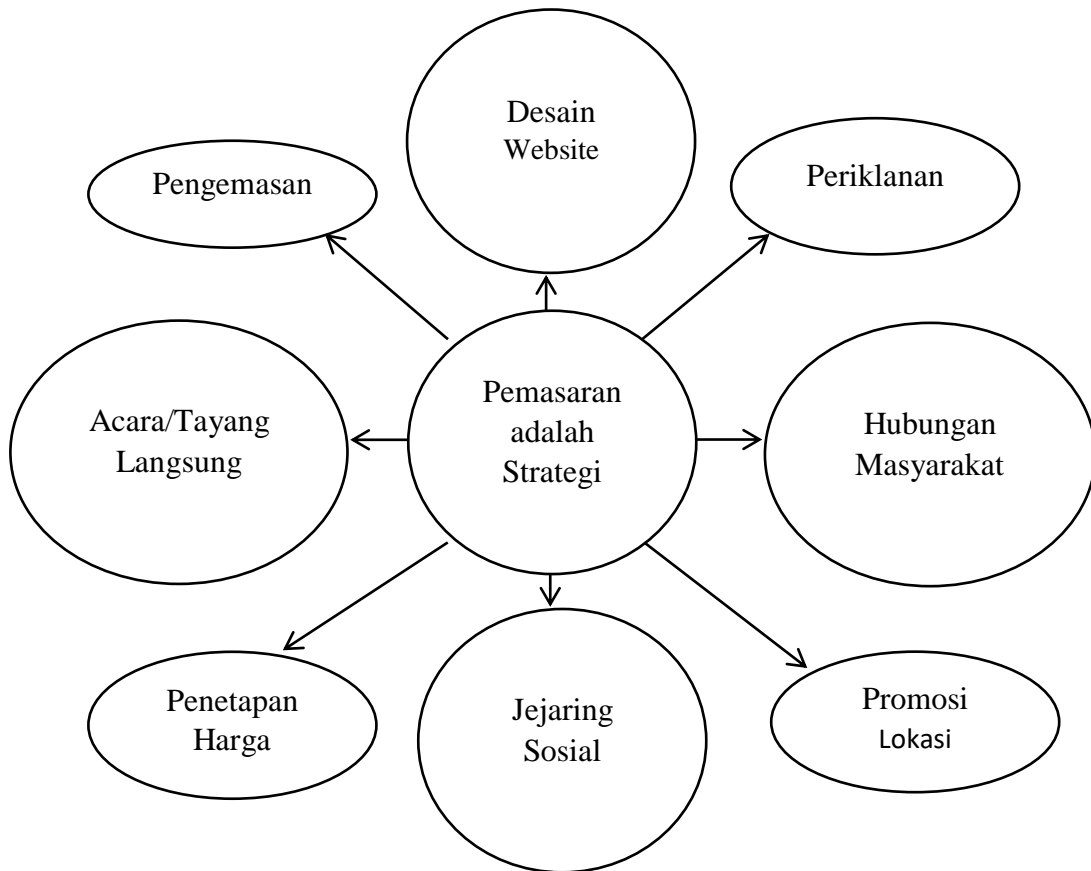 Desain
Website
Pengemasan
Periklanan
Acara/Tayang
Langsung
Pemasaran
adalah
Strategi
Hubungan
Masyarakat
Penetapan
Harga
Jejaring
Sosial
Promosi
Lokasi